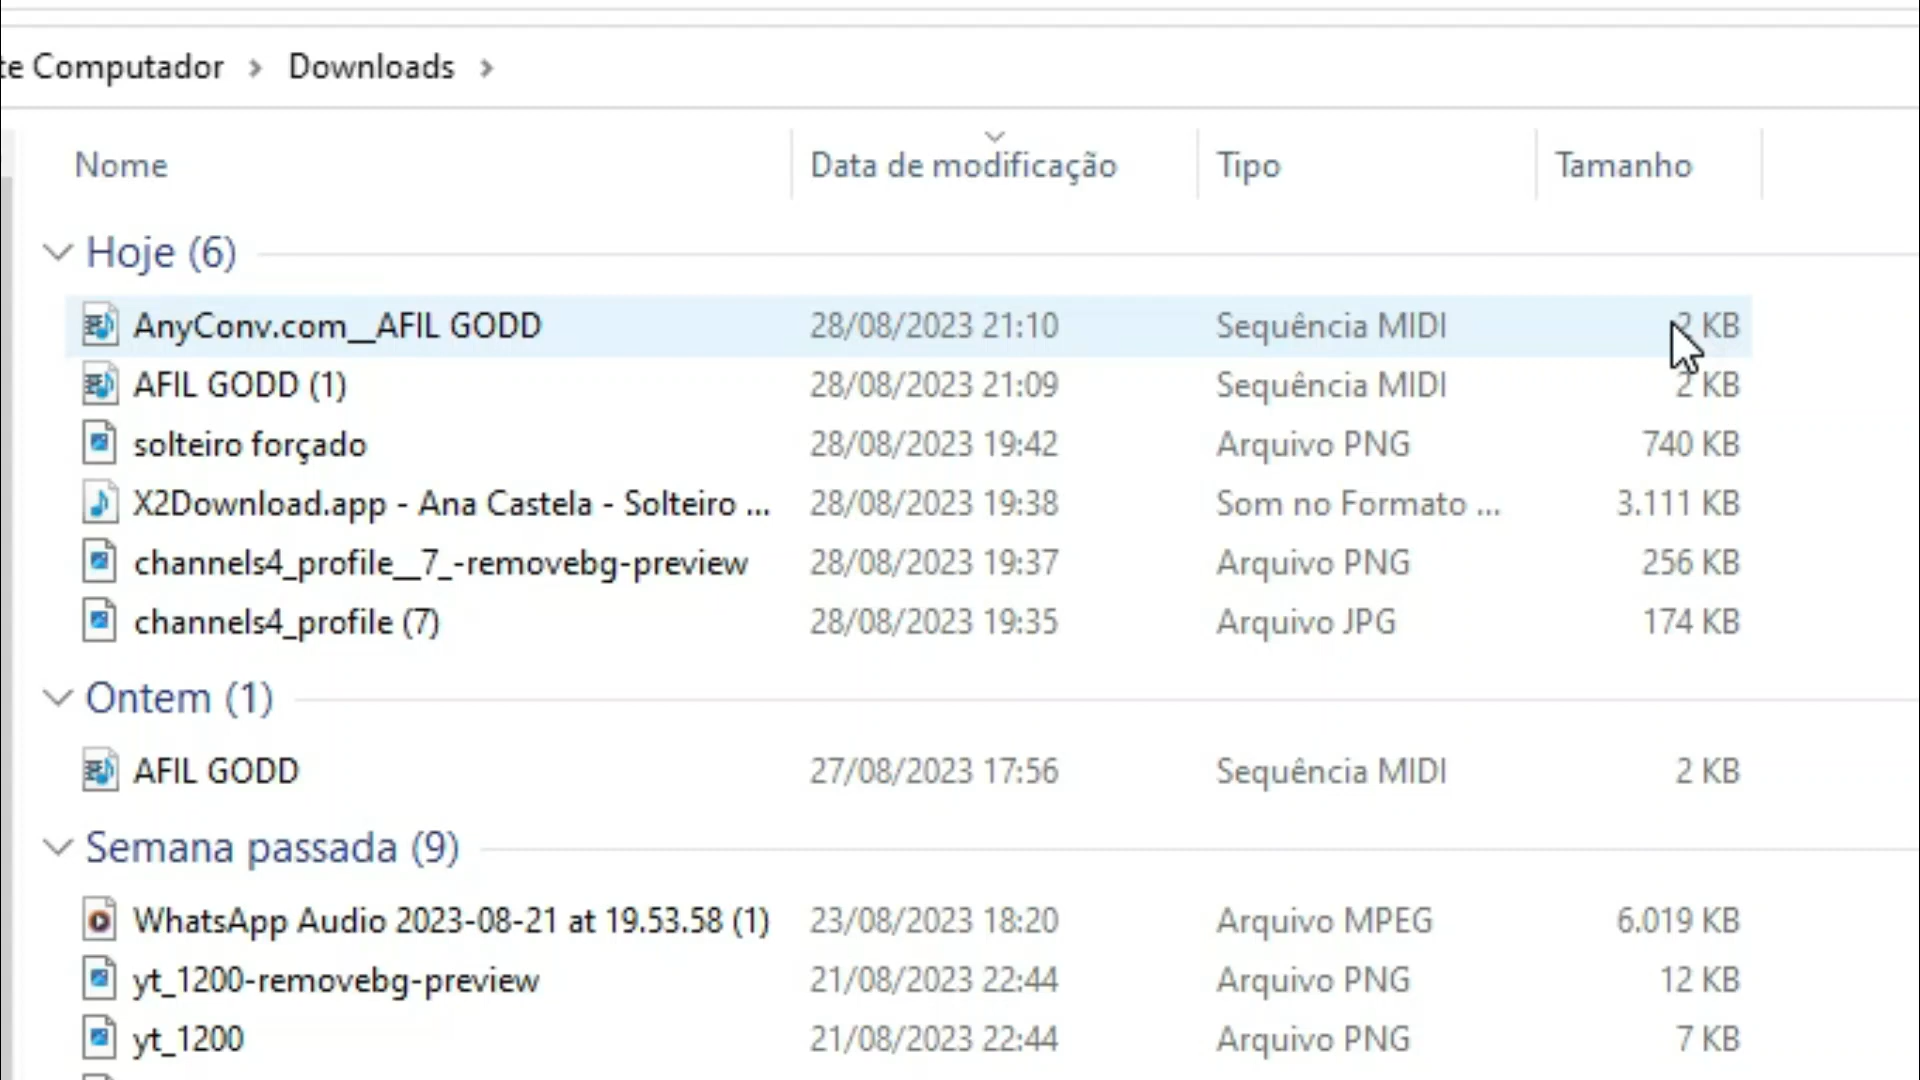 te Computador > Downloads >
Nome Data de modificação Tipo Tamanho
Hoje (6)
AnyConv.com__AFIL GODD 28/08/2023 21:10 Sequência MIDI 2 KB
AFIL GODD (1) 28/08/2023 21:09 Sequência MIDI 2 KB
solteiro forçado 28/08/2023 19:42 Arquivo PNG 740 KB
X2Download.app - Ana Castela - Solteiro ... 28/08/2023 19:38 Som no Formato ... 3.111 KB
channels4_profile__7_-removebg-preview 28/08/2023 19:37 Arquivo PNG 256 KB
channels4_profile (7) 28/08/2023 19:35 Arquivo JPG 174 KB
Ontem (1)
AFIL GODD 27/08/2023 17:56 Sequência MIDI 2 KB
Semana passada (9)
WhatsApp Audio 2023-08-21 at 19.53.58 (1) 23/08/2023 18:20 Arquivo MPEG 6.019 KB
yt_1200-removebg-preview 21/08/2023 22:44 Arquivo PNG 12 KB
yt_1200 21/08/2023 22:44 Arquivo PNG 7 KB